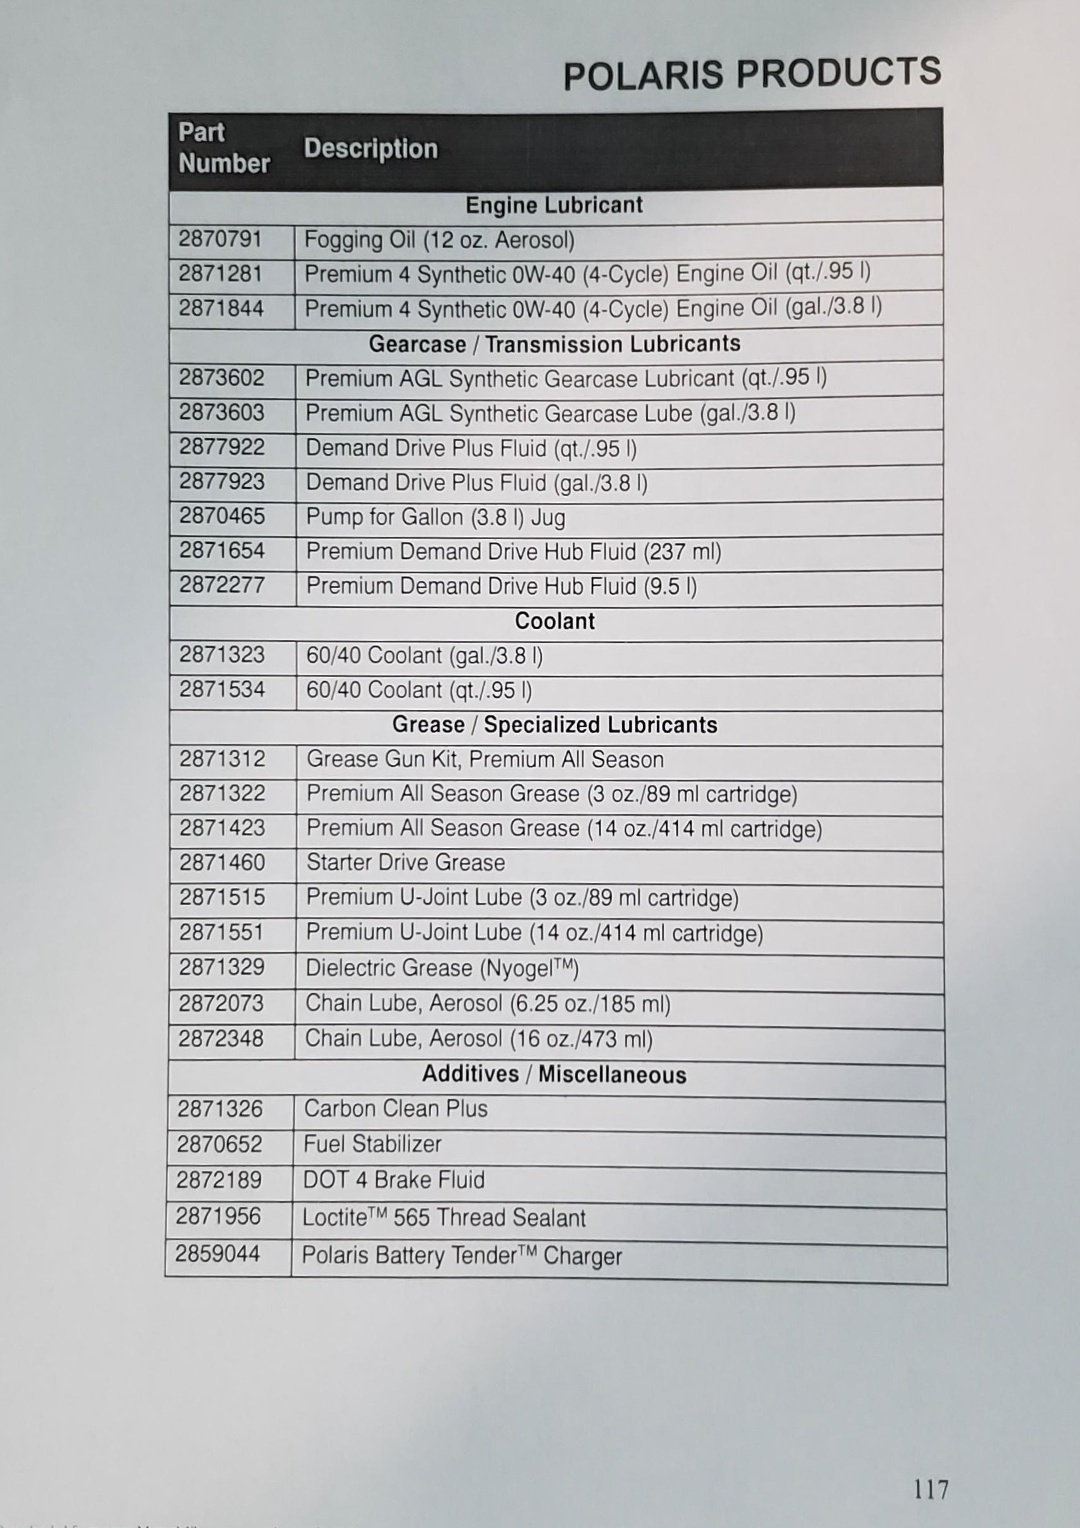 POLARIS PRODUCTS
Part Number Description
Engine Lubricant
2870791 Fogging Oil (12 oz. Aerosol)
2871281 Premium 4 Synthetic 0W-40 (4-Cycle) Engine Oil (qt./.95 l)
2871844 Premium 4 Synthetic 0W-40 (4-Cycle) Engine Oil (gal./3.8 l)
Gearcase / Transmission Lubricants
2873602 Premium AGL Synthetic Gearcase Lubricant (qt./.95 l)
2873603 Premium AGL Synthetic Gearcase Lube (gal./3.8 l)
2877922 Demand Drive Plus Fluid (qt./.95 l)
2877923 Demand Drive Plus Fluid (gal./3.8 l)
2870465 Pump for Gallon (3.8 l) Jug
2871654 Premium Demand Drive Hub Fluid (237 ml)
2872277 Premium Demand Drive Hub Fluid (9.5 l)
Coolant
2871323 60/40 Coolant (gal./3.8 l)
2871534 60/40 Coolant (qt./.95 l)
Grease / Specialized Lubricants
2871312 Grease Gun Kit, Premium All Season
2871322 Premium All Season Grease (3 oz./89 ml cartridge)
2871423 Premium All Season Grease (14 oz./414 ml cartridge)
2871460 Starter Drive Grease
2871515 Premium U-Joint Lube (3 oz./89 ml cartridge)
2871551 Premium U-Joint Lube (14 oz./414 ml cartridge)
2871329 Dielectric Grease (Nyogel™)
2872073 Chain Lube, Aerosol (6.25 oz./185 ml)
2872348 Chain Lube, Aerosol (16 oz./473 ml)
Additives / Miscellaneous
2871326 Carbon Clean Plus
2870652 Fuel Stabilizer
2872189 DOT 4 Brake Fluid
2871956 Loctite™ 565 Thread Sealant
2859044 Polaris Battery Tender™ Charger
117